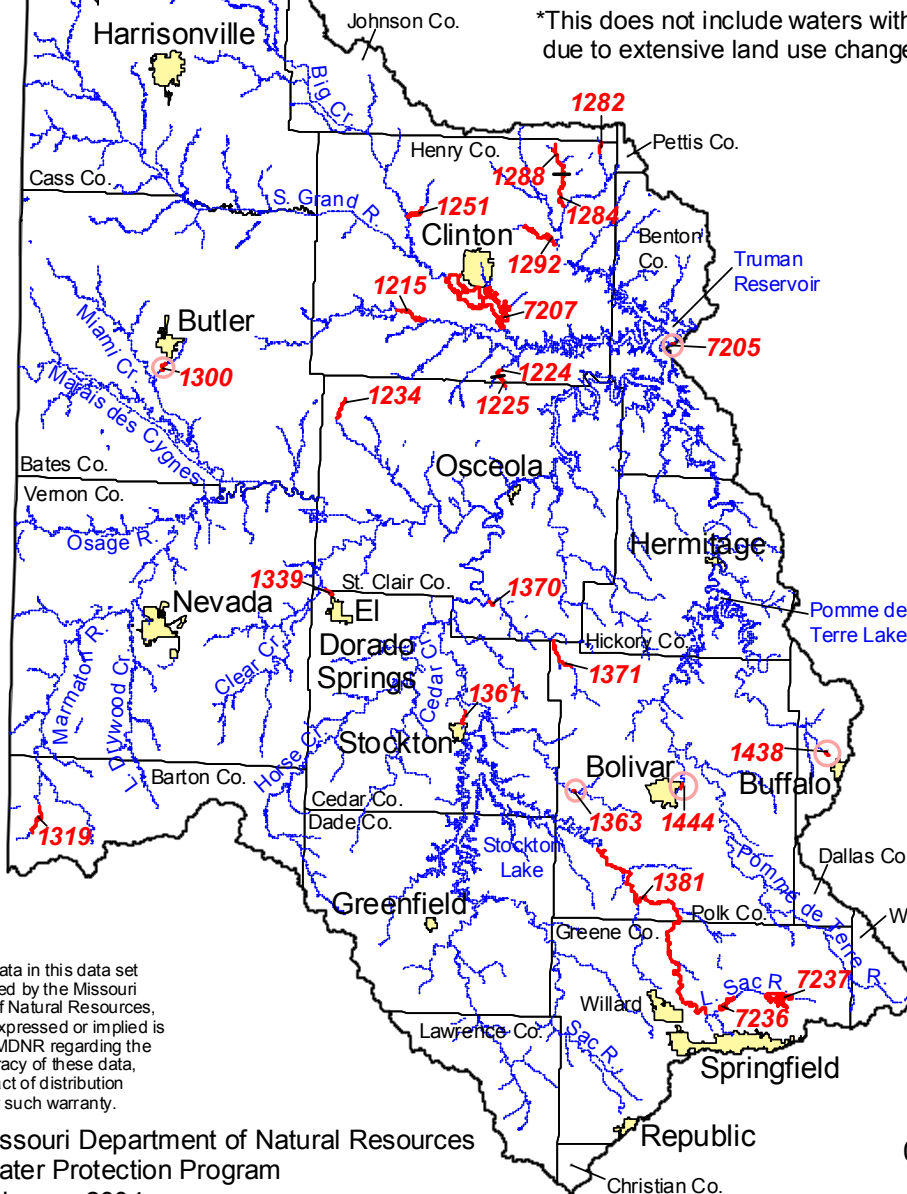 Harrisonville
Johnson Co.
*This does not include waters with
due to extensive land use change
Big Cr.
1282
Henry Co.
Pettis Co.
1288
Cass Co.
S. Grand R.
1251
1284
Clinton
Benton
Co.
1292
Truman
Reservoir
1215
7207
Miami Cr.
Butler
7205
1300
1224
Marais des Cygnes
1234
1225
Bates Co.
Osceola
Vernon Co.
Osage R.
Hermitage
1339
St. Clair Co.
1370
Nevada
El
Dorado
Springs
Pomme de
Terre Lake
Hickory Co.
Marmaton R.
L. Drywood Cr.
Clear Cr.
Cedar Cr.
1371
1361
Stockton
1438
Horse Cr.
Bolivar
Buffalo
Barton Co.
Cedar Co.
1363
1444
Dade Co.
1319
Stockton
Lake
Pomme de Terre R.
Dallas Co
1381
Greenfield
Polk Co.
Greene Co.
W
ata in this data set
ed by the Missouri
of Natural Resources,
expressed or implied is
MDNR regarding the
racy of these data,
act of distribution
r such warranty.
L. Sac R.
7237
Willard
7236
Lawrence Co.
Sac R.
Springfield
Republic
ssouri Department of Natural Resources
ater Protection Program
Christian Co.